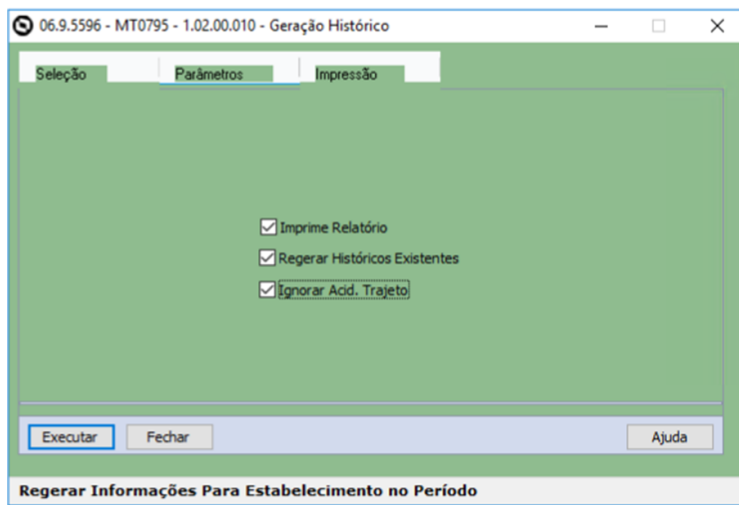 06.9.5596 - MT0795 - 1.02.00.010 - Geração Histórico
Seleção Parâmetros Impressão
Imprime Relatório
Regerar Históricos Existentes
Ignorar Acid. Trajeto
Executar Fechar Ajuda
Regerar Informações Para Estabelecimento no Período